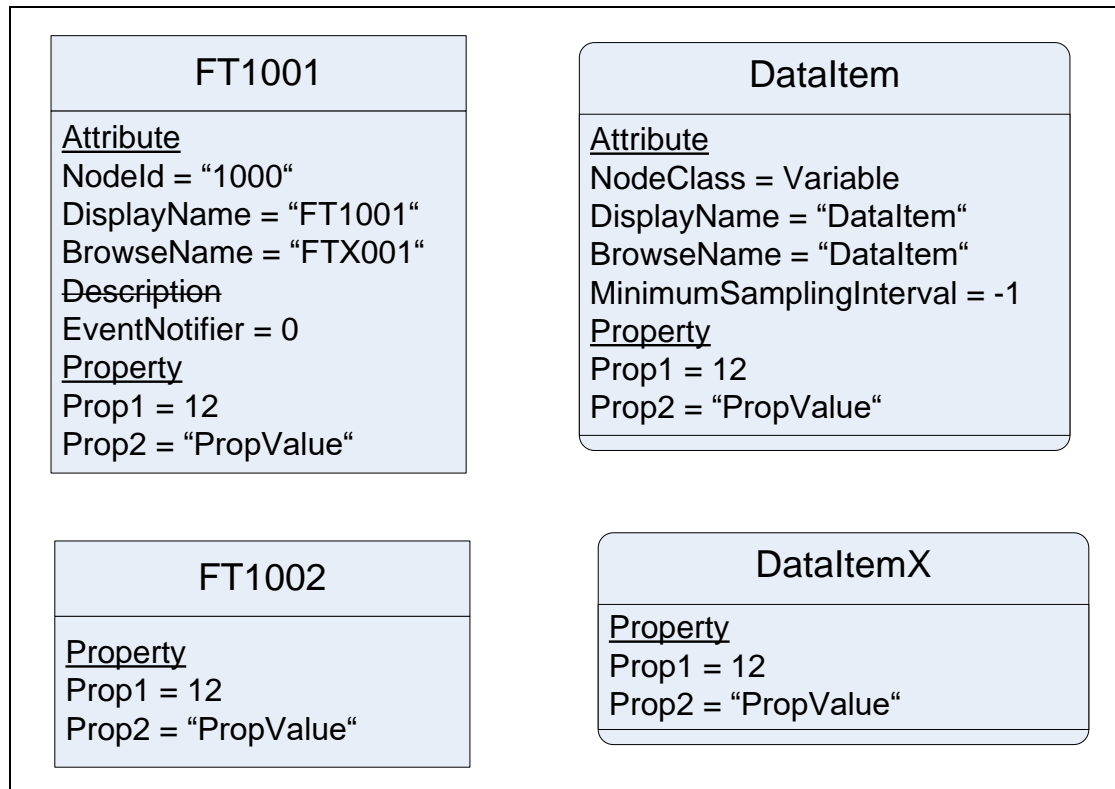 FT1001
Attribute
NodeId = “1000“
DisplayName = “FT1001“
BrowseName = “FTX001“
Description
EventNotifier = 0
Property
Prop1 = 12
Prop2 = “PropValue“
DataItem
Attribute
NodeClass = Variable
DisplayName = “DataItem“
BrowseName = “DataItem“
MinimumSamplingInterval = -1
Property
Prop1 = 12
Prop2 = “PropValue“
FT1002
Property
Prop1 = 12
Prop2 = “PropValue“
DataItemX
Property
Prop1 = 12
Prop2 = “PropValue“